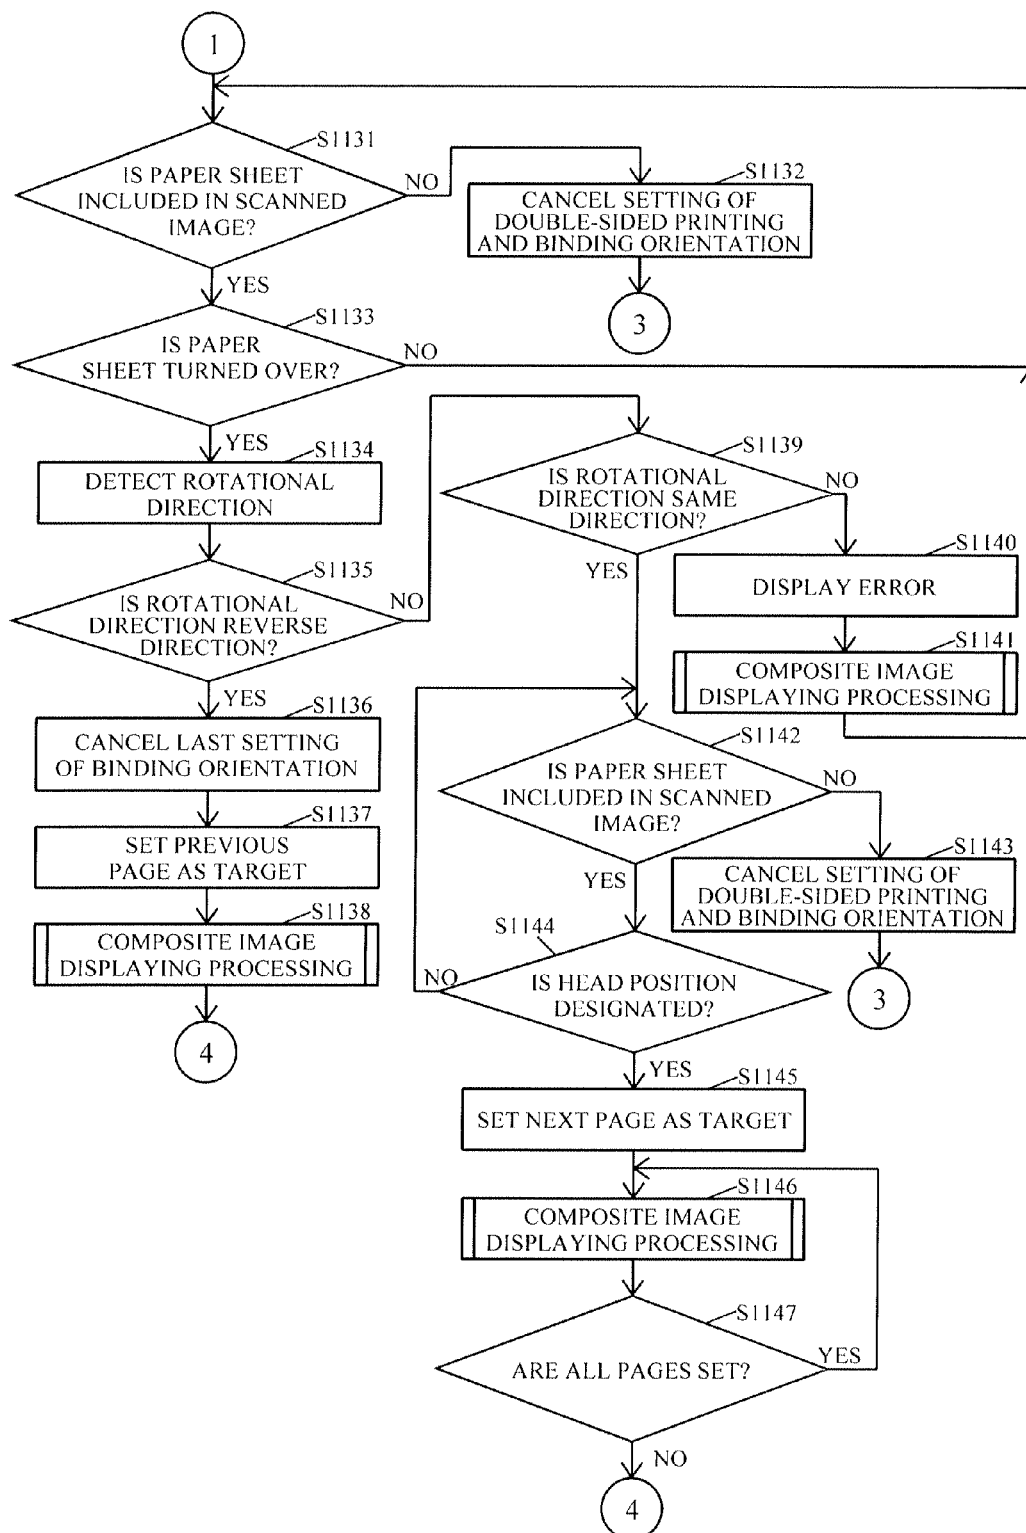 1
S1131
IS PAPER SHEET
INCLUDED IN SCANNED
IMAGE?
NO
YES
S1132
CANCEL SETTING OF
DOUBLE-SIDED PRINTING
AND BINDING ORIENTATION
3
S1133
IS PAPER
SHEET TURNED OVER?
NO
YES
S1134
DETECT ROTATIONAL
DIRECTION
S1135
IS ROTATIONAL
DIRECTION REVERSE
DIRECTION?
NO
YES
S1136
CANCEL LAST SETTING
OF BINDING ORIENTATION
S1137
SET PREVIOUS
PAGE AS TARGET
S1138
COMPOSITE IMAGE
DISPLAYING PROCESSING
4
S1139
IS ROTATIONAL
DIRECTION SAME
DIRECTION?
NO
YES
S1140
DISPLAY ERROR
S1141
COMPOSITE IMAGE
DISPLAYING PROCESSING
S1142
IS PAPER SHEET
INCLUDED IN SCANNED
IMAGE?
NO
YES
S1143
CANCEL SETTING OF
DOUBLE-SIDED PRINTING
AND BINDING ORIENTATION
3
S1144
IS HEAD POSITION
DESIGNATED?
NO
YES
S1145
SET NEXT PAGE AS TARGET
S1146
COMPOSITE IMAGE
DISPLAYING PROCESSING
S1147
ARE ALL PAGES SET?
YES
NO
4